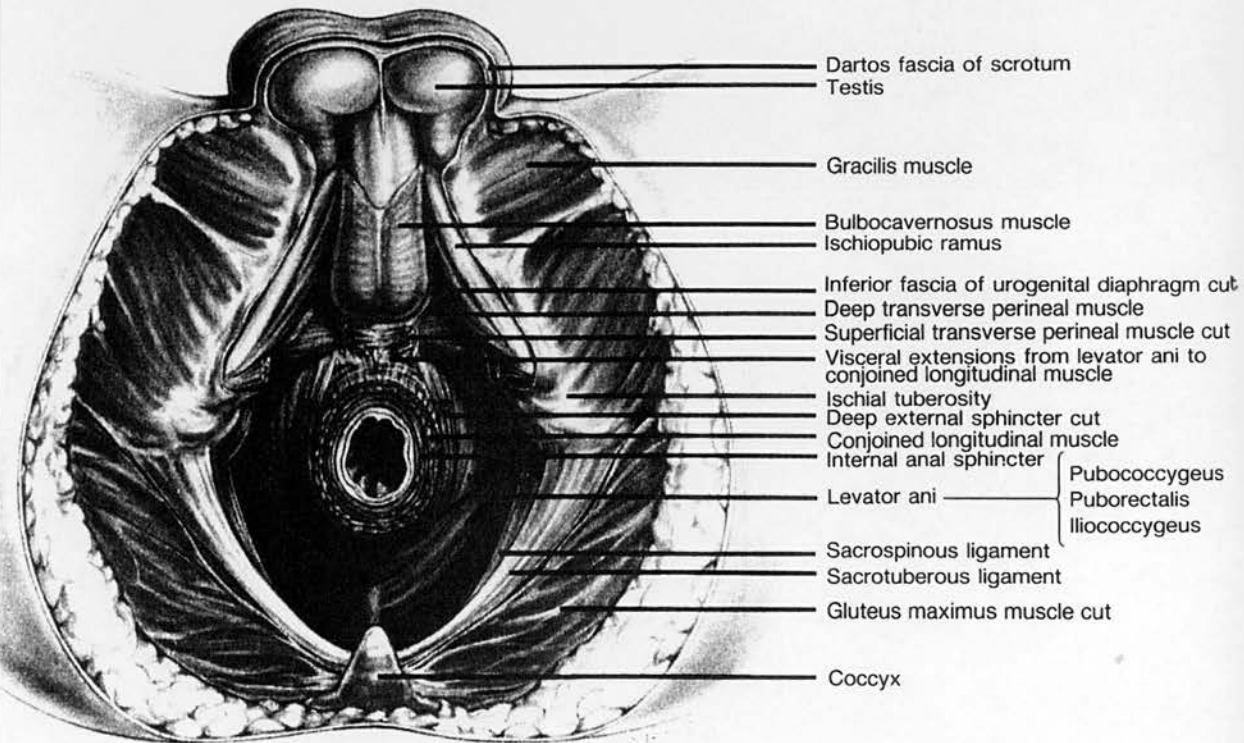 Dartos fascia of scrotum
Testis
Gracilis muscle
Bulbocavernosus muscle
Ischiopubic ramus
Inferior fascia of urogenital diaphragm cut
Deep transverse perineal muscle
Superficial transverse perineal muscle cut
Visceral extensions from levator ani to
conjoined longitudinal muscle
Ischial tuberosity
Deep external sphincter cut
Conjoined longitudinal muscle
Internal anal sphincter
Levator ani
Pubococcygeus
Puborectalis
Iliococcygeus
Sacrospinous ligament
Sacrotuberous ligament
Gluteus maximus muscle cut
Coccyx